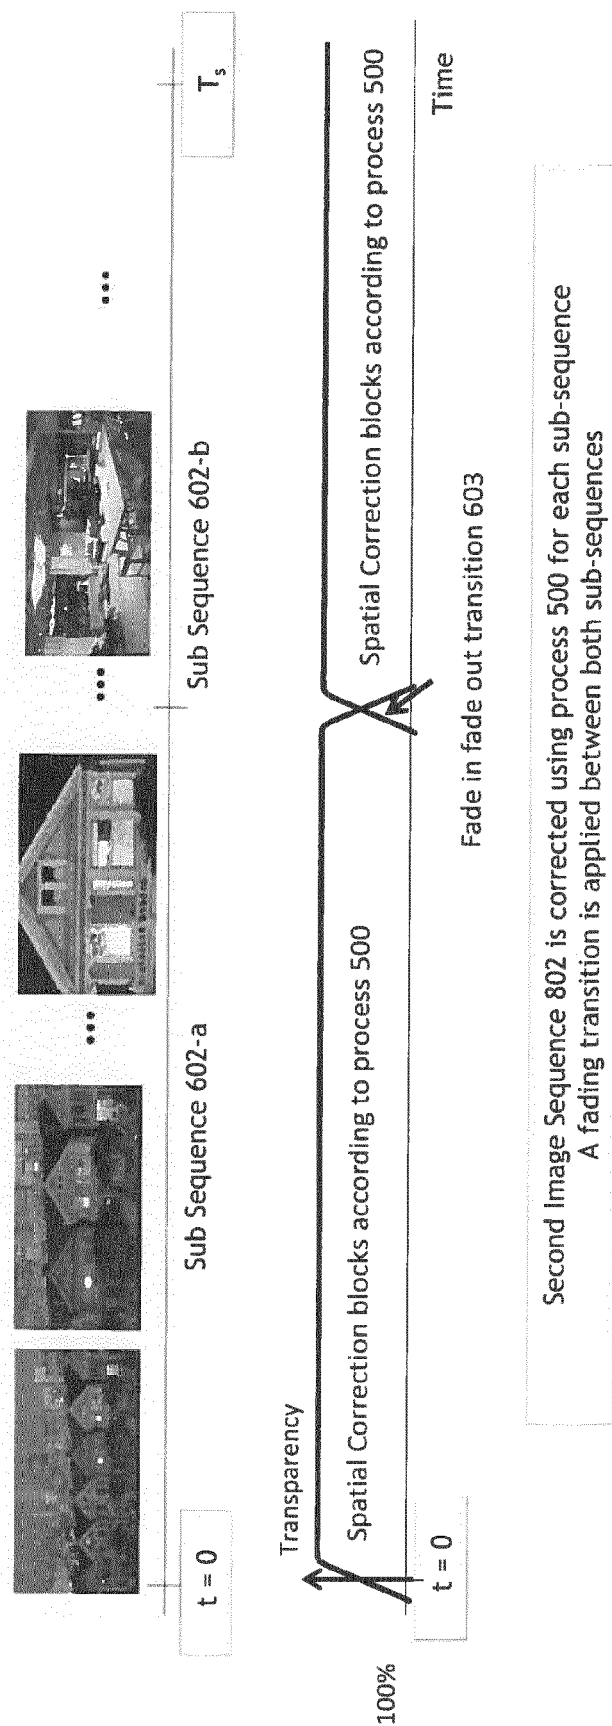 •••
•••
•••
Sub Sequence 602-a
Sub Sequence 602-b
t = 0
Tₛ
Transparency
Spatial Correction blocks according to process 500
Spatial Correction blocks according to process 500
100%
t = 0
Time
Fade in fade out transition 603
Second Image Sequence 802 is corrected using process 500 for each sub-sequence
A fading transition is applied between both sub-sequences